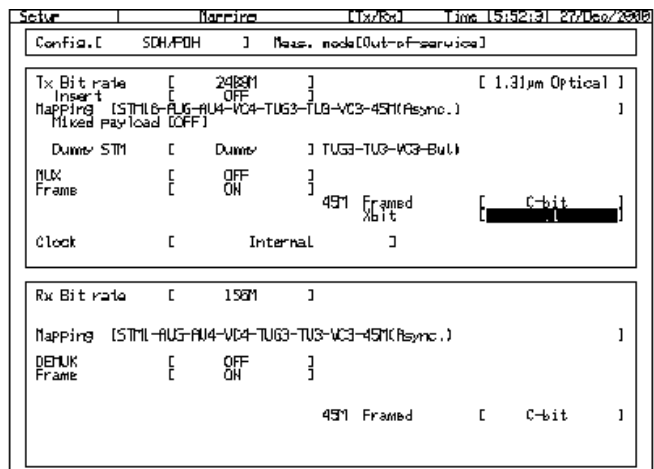 Setup Mapping [Tx/Rx] Time 15:52:31 27/Dec/2000
Config.[ SDH/PDH ] Meas. mode[Out-of-service]
Tx Bit rate [ 2489M ] [ 1.31μm Optical ]
Insert [ OFF ]
Mapping [STM16-AUG-AU4-VC4-TUG3-TU3-VC3-45M(Async.) ]
Mixed payload [OFF]
Dummy STM [ Dummy ] TUG3-TU3-VC3-Bulk
MUX [ OFF ]
Frame [ ON ]
45M Framed [ C-bit ]
Xbit [ ]
Clock [ Internal ]
Rx Bit rate [ 156M ]
Mapping [STM1-AUG-AU4-VC4-TUG3-TU3-VC3-45M(Async.) ]
DEMUX [ OFF ]
Frame [ ON ]
45M Framed [ C-bit ]